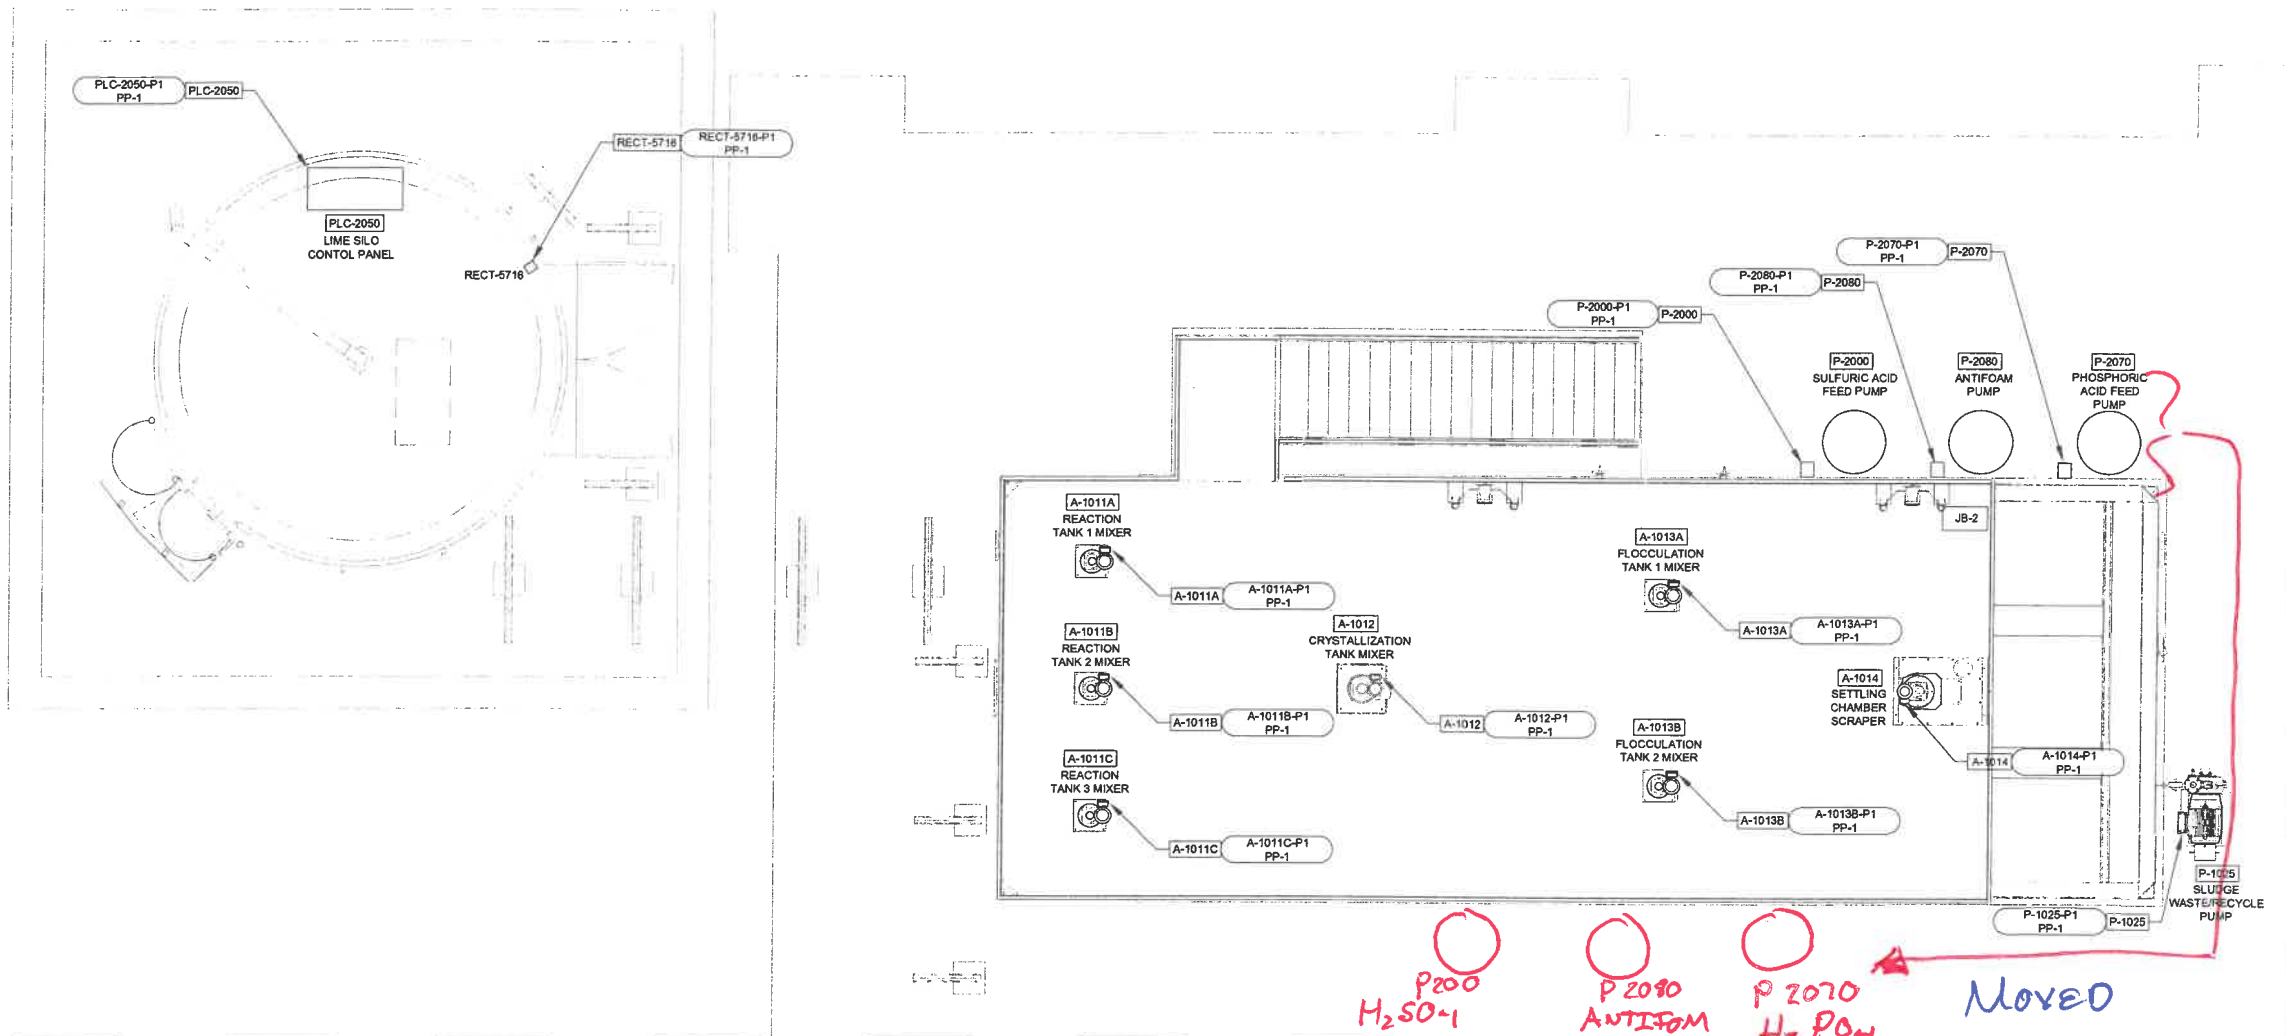 PLC-2050-P1
PP-1
PLC-2050
RECT-5716
RECT-5716-P1
PP-1
PLC-2050
LIME SILO
CONTOL PANEL
RECT-5716
P-2070-P1
PP-1
P-2070
P-2080-P1
PP-1
P-2080
P-2000-P1
PP-1
P-2000
P-2000
SULFURIC ACID
FEED PUMP
P-2080
ANTIFOAM
PUMP
P-2070
PHOSPHORIC
ACID FEED
PUMP
JB-2
A-1011A
REACTION
TANK 1 MIXER
A-1011A
A-1011A-P1
PP-1
A-1013A
FLOCCULATION
TANK 1 MIXER
A-1013A
A-1013A-P1
PP-1
A-1011B
REACTION
TANK 2 MIXER
A-1011B
A-1011B-P1
PP-1
A-1012
CRYSTALLIZATION
TANK MIXER
A-1012
A-1012-P1
PP-1
A-1014
SETTLING
CHAMBER
SCRAPER
A-1014
A-1014-P1
PP-1
A-1013B
FLOCCULATION
TANK 2 MIXER
A-1013B
A-1013B-P1
PP-1
A-1011C
REACTION
TANK 3 MIXER
A-1011C
A-1011C-P1
PP-1
P-1025
SLUDGE
WASTE/RECYCLE
PUMP
P-1025-P1
PP-1
P-1025
P200
H2SO4
P 2080
ANTIFOM
P 2070
MOVED